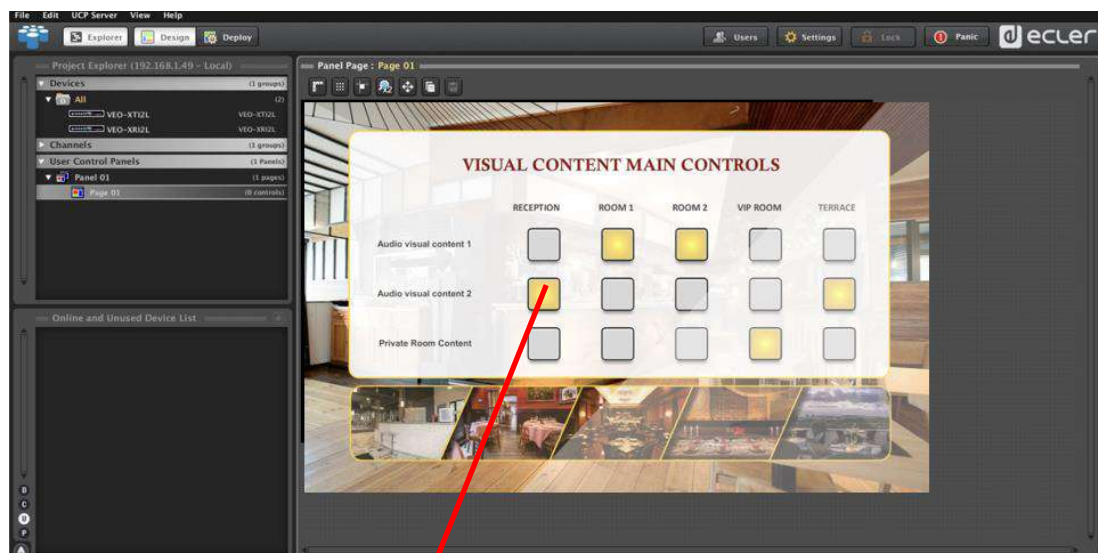 File Edit UCP Server View Help
Explorer Design Deploy Users Settings Lock Panic ecler
Project Explorer (192.168.1.49 - Local)
Devices (1 groups)
All (2)
VEO-XTI2L VEO-XTI2L
VEO-XRI2L VEO-XRI2L
Channels (1 groups)
User Control Panels (1 Panels)
Panel 01 (1 pages)
Page 01 (0 controls)
Online and Unused Device List
D
C
U
P
Panel Page : Page 01
VISUAL CONTENT MAIN CONTROLS
RECEPTION ROOM 1 ROOM 2 VIP ROOM TERRACE
Audio visual content 1
Audio visual content 2
Private Room Content